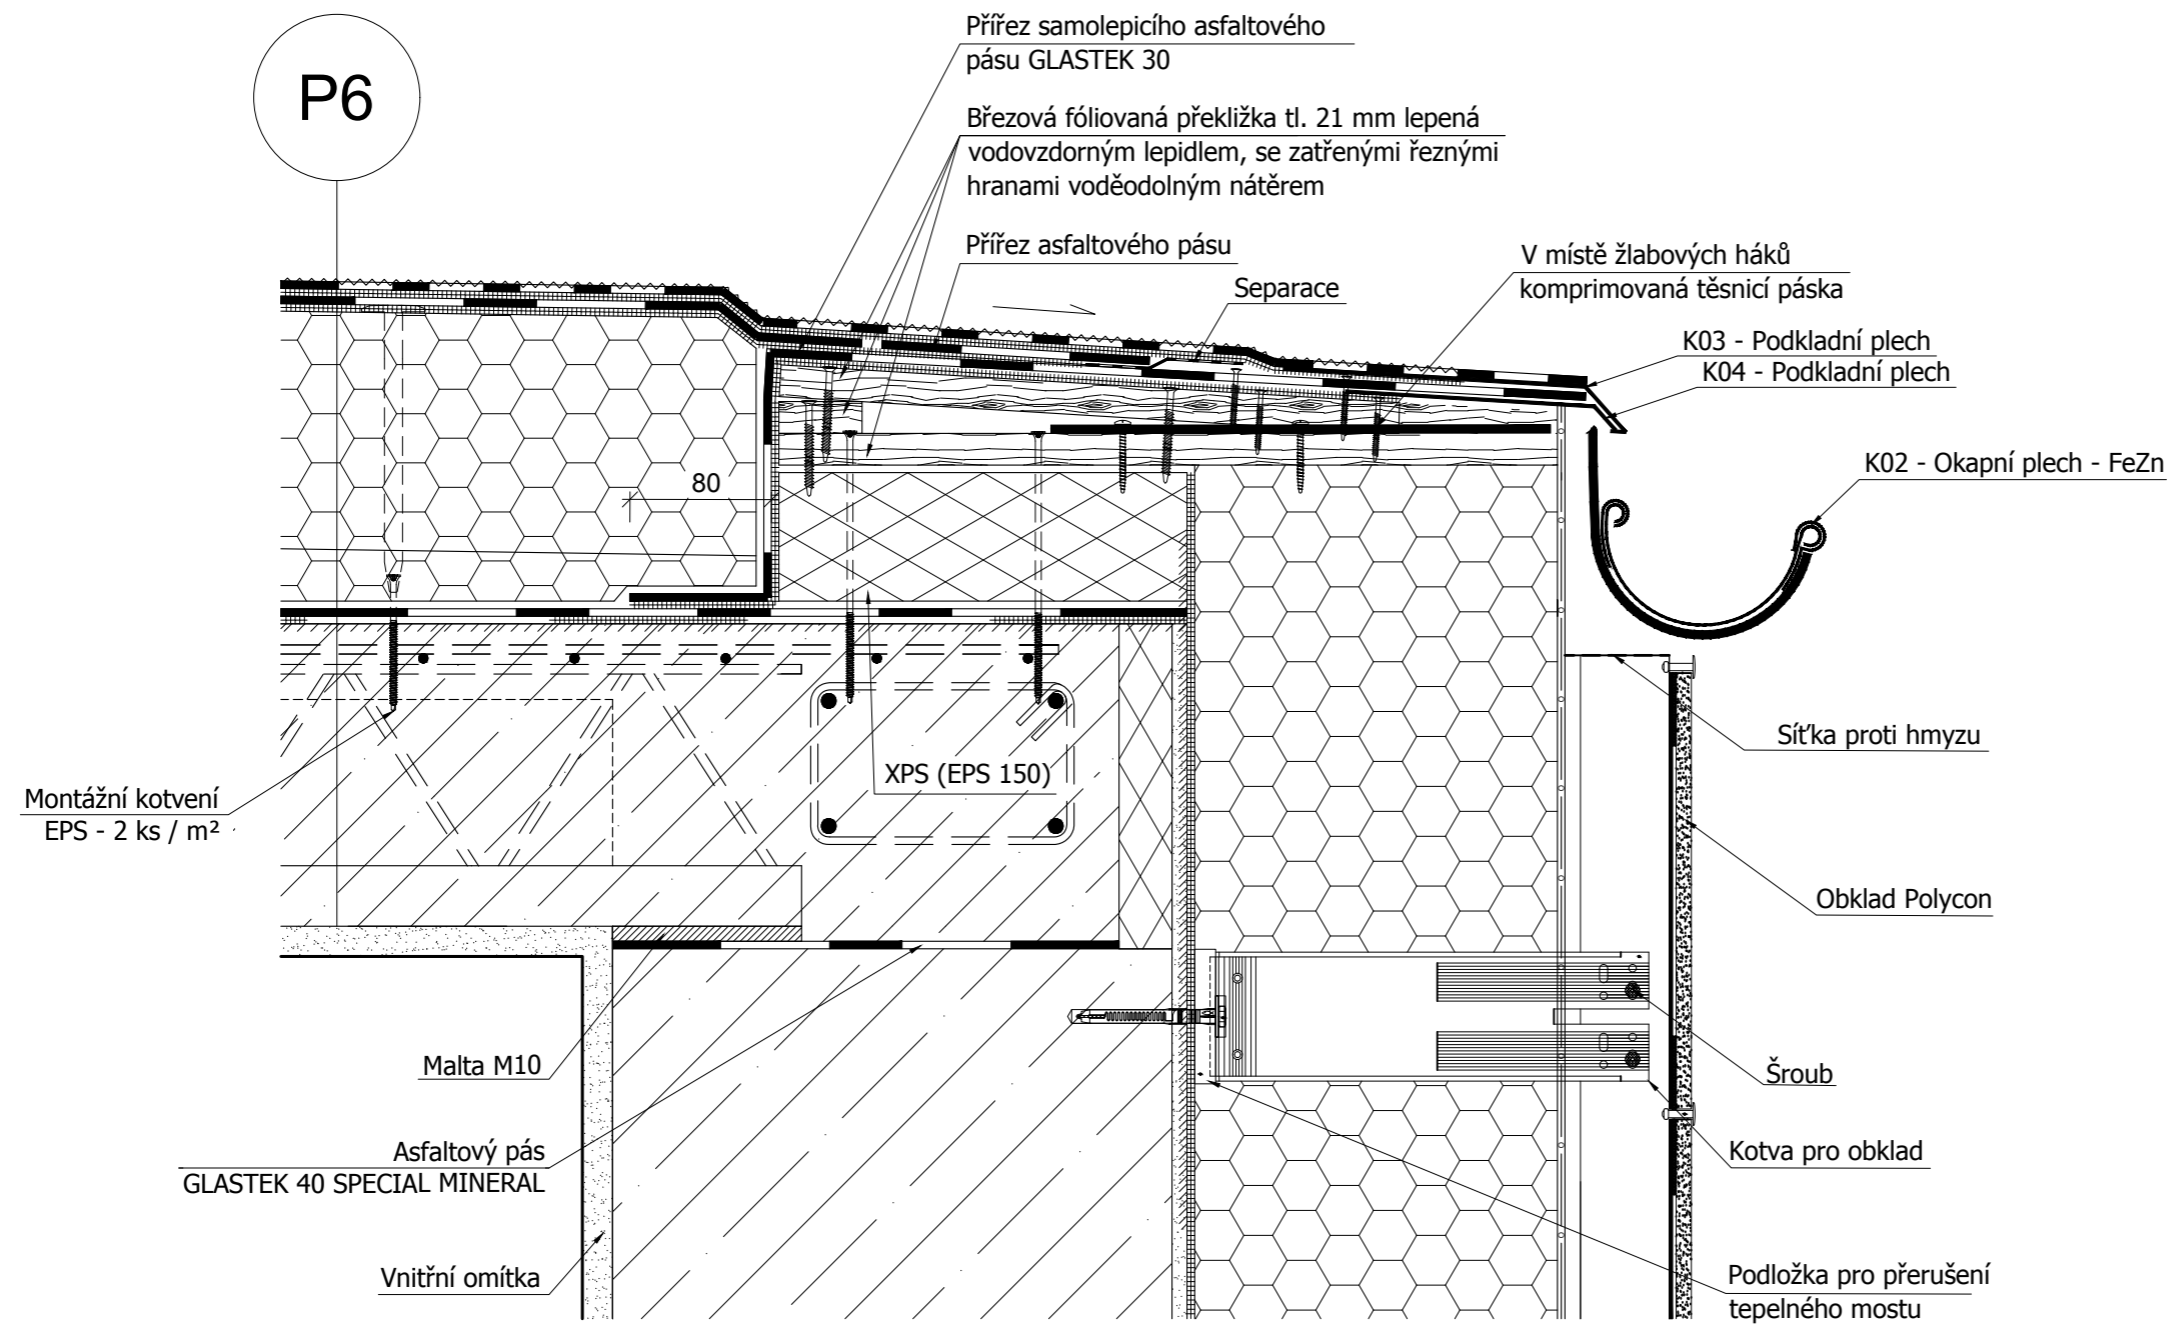 P6
Přířez samolepicího asfaltového
pásu GLASTEK 30
Březová fóliovaná překližka tl. 21 mm lepená
vodovzdorným lepidlem, se zatřenými řeznými
hranami voděodolným nátěrem
Přířez asfaltového pásu
Separace
V místě žlabových háků
komprimovaná těsnicí páska
K03 - Podkladní plech
K04 - Podkladní plech
K02 - Okapní plech - FeZn
80
XPS (EPS 150)
Síťka proti hmyzu
Montážní kotvení
EPS - 2 ks / m²
Obklad Polycon
Malta M10
Šroub
Asfaltový pás
GLASTEK 40 SPECIAL MINERAL
Kotva pro obklad
Vnitřní omítka
Podložka pro přerušení
tepelného mostu